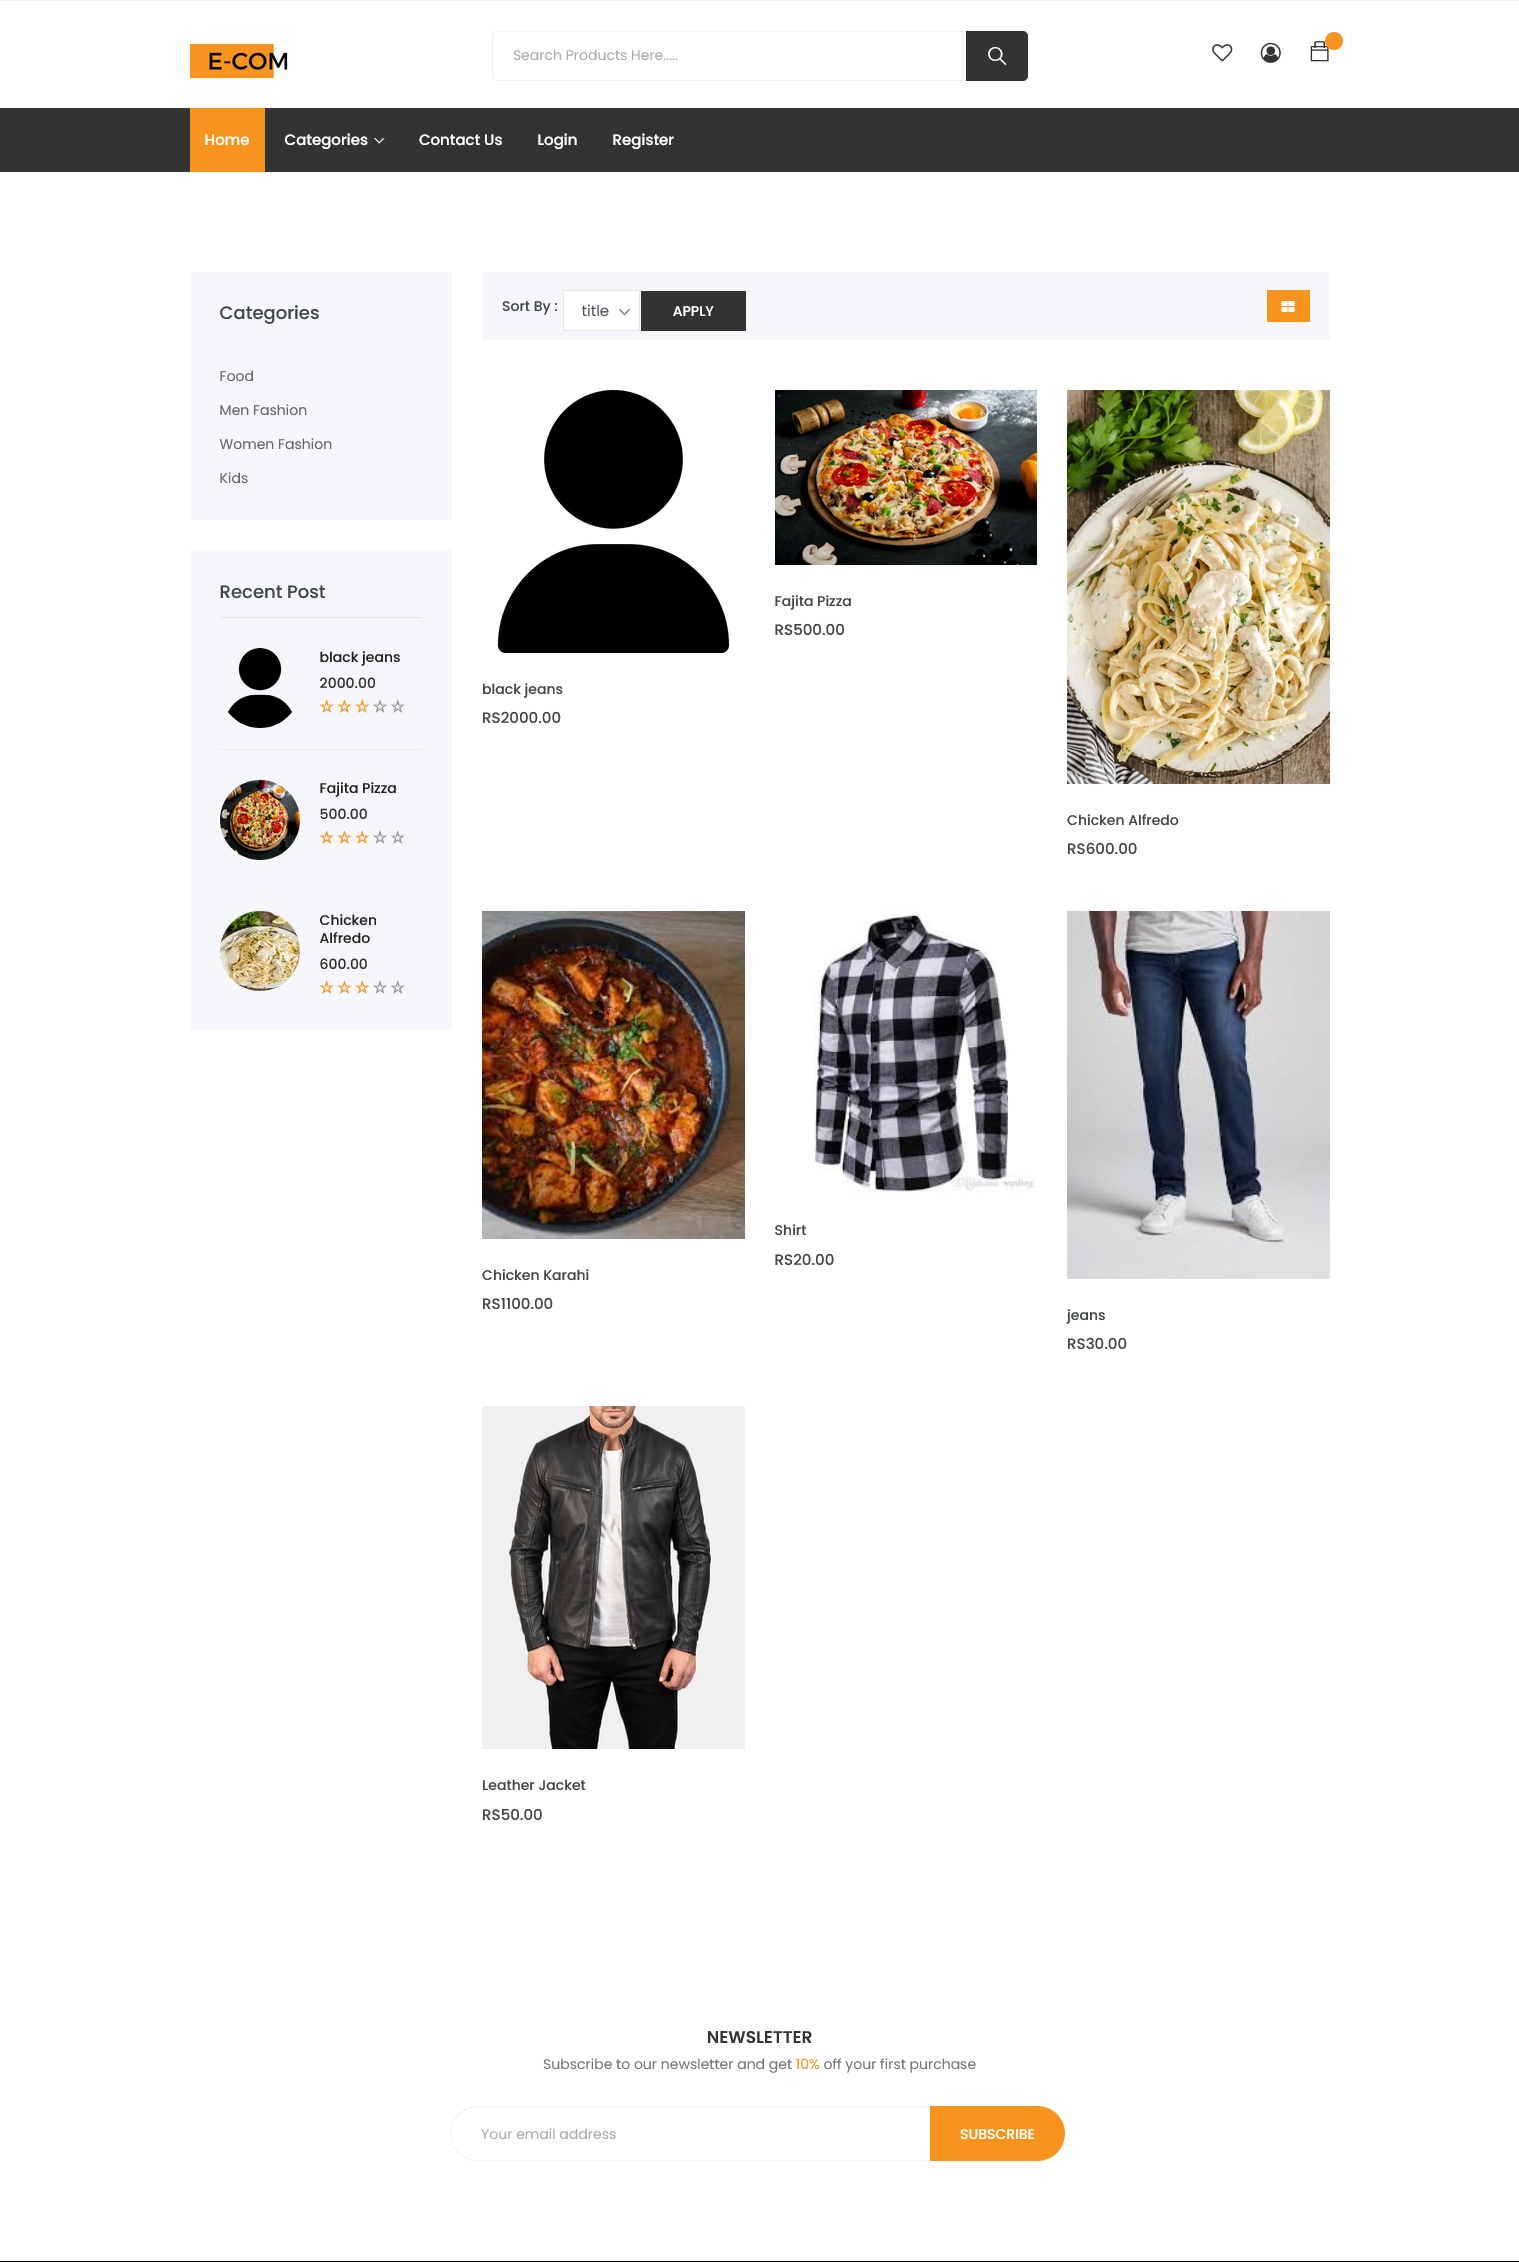 E-COM
Search Products Here.....
Home
Categories
Contact Us
Login
Register
Categories
Food
Men Fashion
Women Fashion
Kids
Recent Post
black jeans
2000.00
Fajita Pizza
500.00
Chicken
Alfredo
600.00
Sort By :
title
APPLY
black jeans
RS2000.00
Fajita Pizza
RS500.00
Chicken Alfredo
RS600.00
Chicken Karahi
RS1100.00
Shirt
RS20.00
jeans
RS30.00
Leather Jacket
RS50.00
NEWSLETTER
Subscribe to our newsletter and get 10% off your first purchase
Your email address
SUBSCRIBE